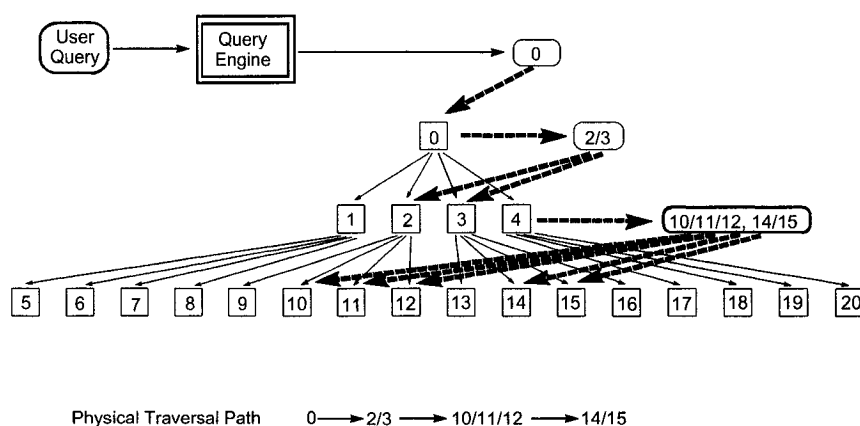 User
Query
Query
Engine
0
0
2/3
1 2 3 4
10/11/12, 14/15
5 6 7 8 9 10 11 12 13 14 15 16 17 18 19 20
Physical Traversal Path 0 2/3 10/11/12 14/15